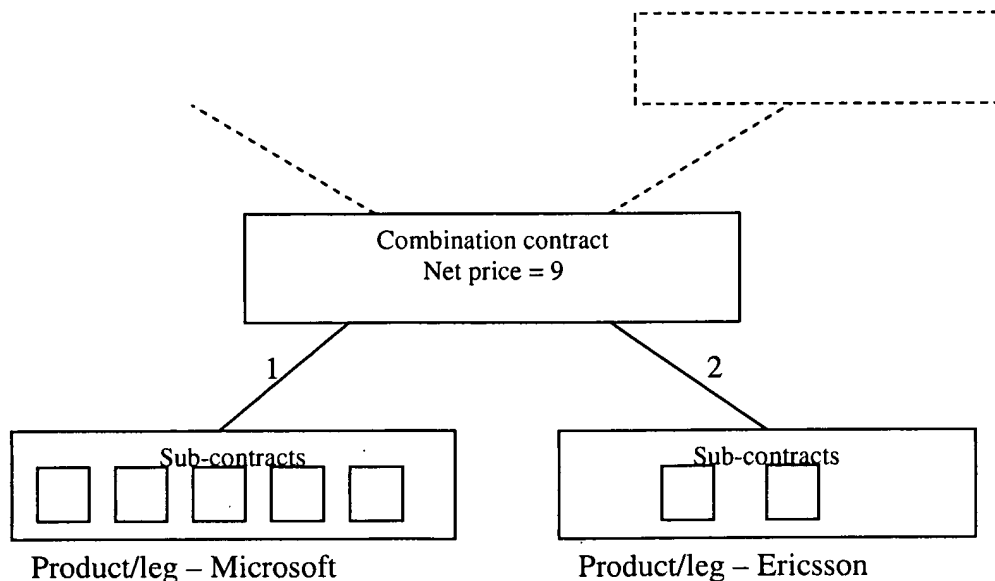 Combination contract
Net price = 9
1
2
Sub-contracts
Sub-contracts
Product/leg – Microsoft
Product/leg – Ericsson